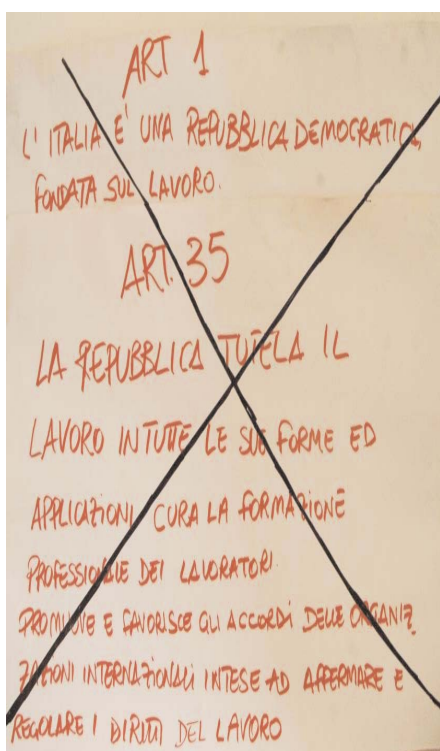 ART 1
L' ITALIA E' UNA REPUBBLICA DEMOCRATICA,
FONDATA SUL LAVORO.
ART. 35
LA REPUBBLICA TUTELA IL
LAVORO IN TUTTE LE SUE FORME ED
APPLICAZIONI CURA LA FORMAZIONE
PROFESSIONALE DEI LAVORATORI.
PROMUOVE E FAVORISCE GLI ACCORDI DELLE ORGANIZ
ZAZIONI INTERNAZIONALI INTESE AD AFFERMARE E
REGOLARE I DIRITTI DEL LAVORO